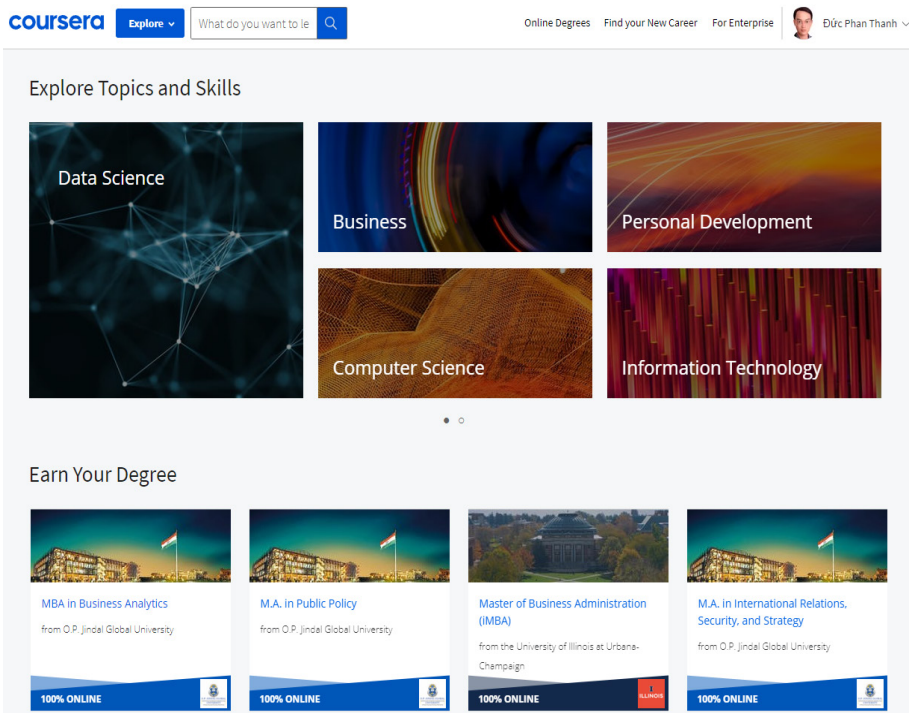 coursera
Explore
What do you want to le
Online Degrees
Find your New Career
For Enterprise
Đức Phan Thanh
Explore Topics and Skills
Data Science
Business
Personal Development
Computer Science
Information Technology
Earn Your Degree
MBA in Business Analytics
from O.P. Jindal Global University
100% ONLINE
M.A. in Public Policy
from O.P. Jindal Global University
100% ONLINE
Master of Business Administration
(iMBA)
from the University of Illinois at Urbana-
Champaign
100% ONLINE
I
ILLINOIS
M.A. in International Relations,
Security, and Strategy
from O.P. Jindal Global University
100% ONLINE